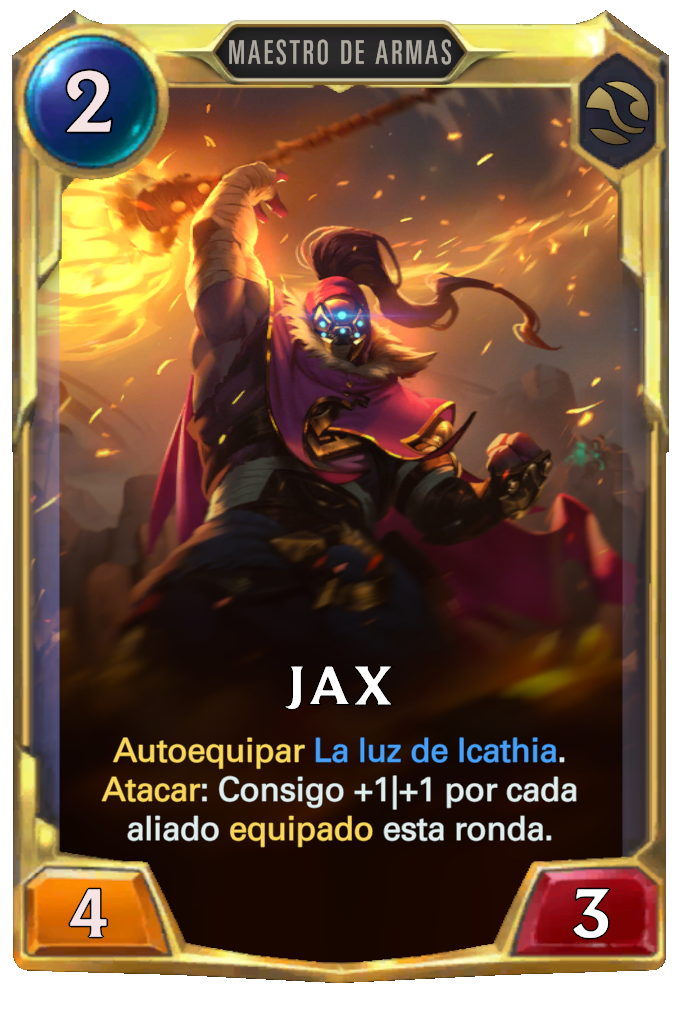 MAESTRO DE ARMAS
2
JAX
Autoequipar La luz de Icathia.
Atacar: Consigo +1|+1 por cada
aliado equipado esta ronda.
4
3